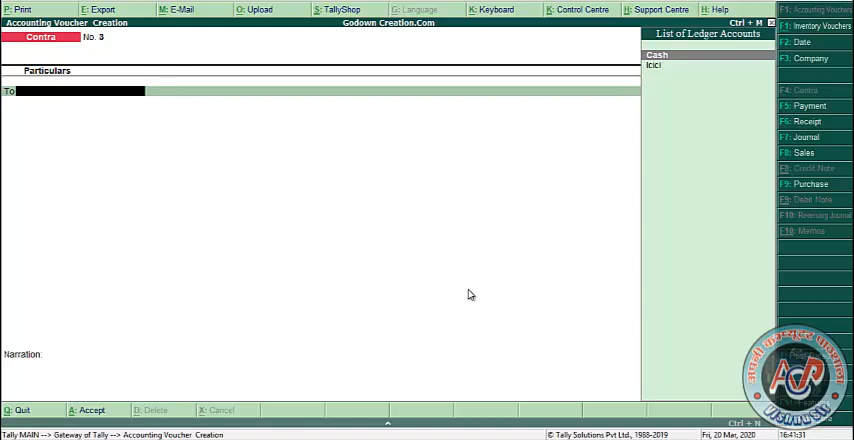 P: Print E: Export M: E-Mail O: Upload S: TallyShop G: Language K: Keyboard K: Control Centre H: Support Centre H: Help F1: Accounting Vouchers
Accounting Voucher Creation Godown Creation.Com Ctrl + M F1: Inventory Vouchers
Contra No. 3 List of Ledger Accounts
F2: Date
Cash F3: Company
Particulars Icici
To F4: Contra
F5: Payment
F6: Receipt
F7: Journal
F8: Sales
F8: Credit Note
F9: Purchase
F9: Debit Note
F10: Reversing Journal
F10: Memos
Narration:
ACP
Vishnu Sir
Q: Quit A: Accept D: Delete X: Cancel
Ctrl + N
Tally MAIN --> Gateway of Tally --> Accounting Voucher Creation © Tally Solutions Pvt Ltd., 1988-2019 Fri, 20 Mar, 2020 16:41:31